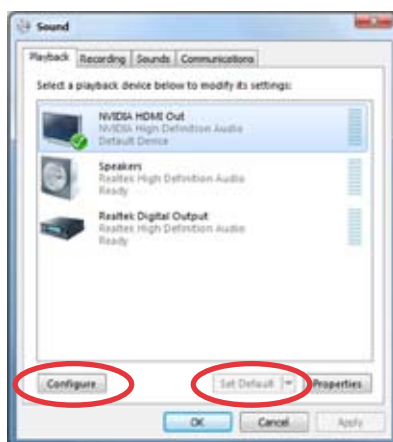 Sound
Playback Recording Sounds Communications
Select a playback device below to modify its settings:
NVIDIA HDMI Out
NVIDIA High Definition Audio
Default Device
Speakers
Realtek High Definition Audio
Ready
Realtek Digital Output
Realtek High Definition Audio
Ready
Configure Set Default Properties
OK Cancel Apply